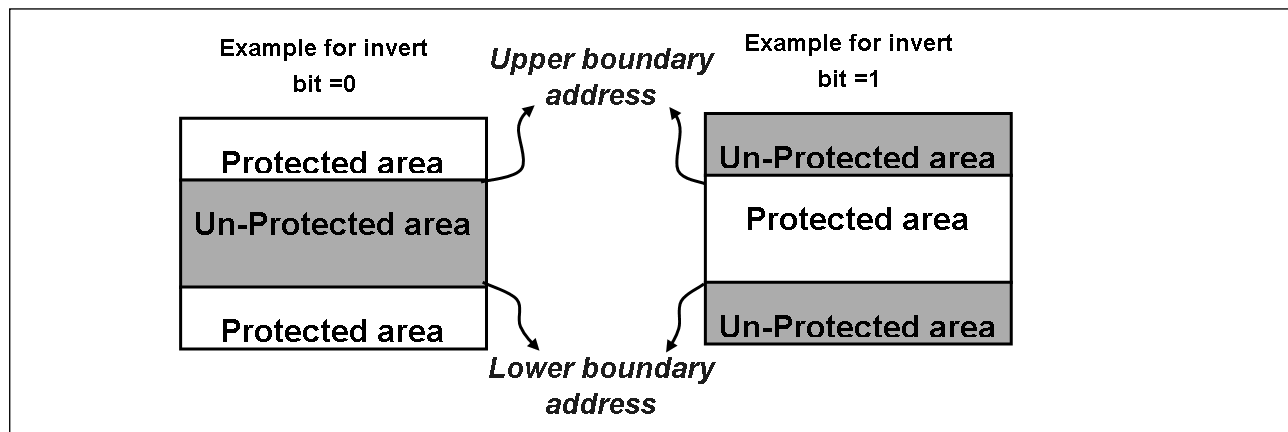 Example for invert
bit =0
Protected area
Un-Protected area
Protected area
Upper boundary
address
Lower boundary
address
Example for invert
bit =1
Un-Protected area
Protected area
Un-Protected area